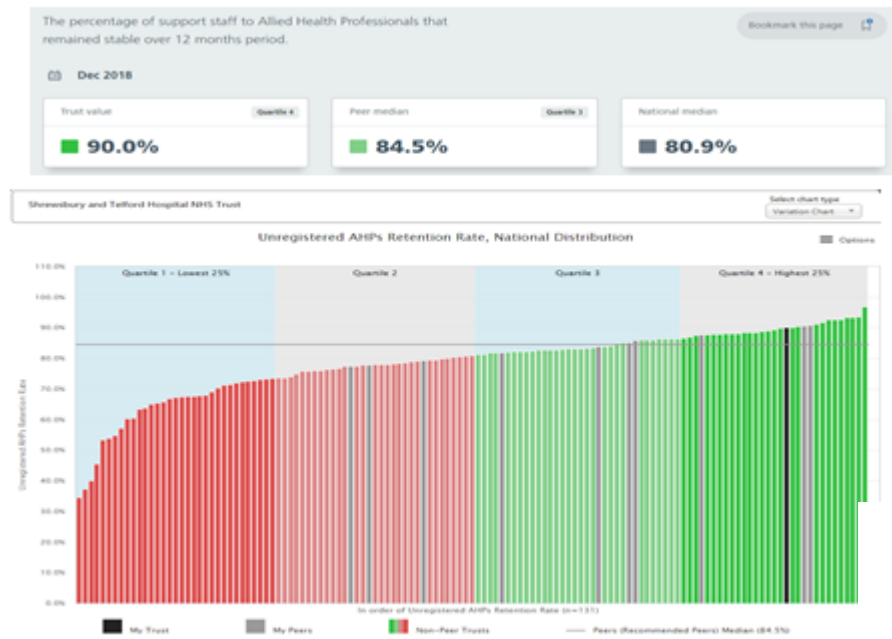 The percentage of support staff to Allied Health Professionals that
remained stable over 12 months period.
Bookmark this page
Dec 2018
Trust value
Quartile 4
90.0%
Peer median
Quartile 3
84.5%
National median
80.9%
Shrewsbury and Telford Hospital NHS Trust
Select chart type
Variation Chart
Unregistered AHPs Retention Rate, National Distribution
Options
110.0%
100.0%
90.0%
80.0%
70.0%
60.0%
50.0%
40.0%
30.0%
20.0%
10.0%
0.0%
Unregistered AHPs Retention Rate
Quartile 1 - Lowest 25%
Quartile 2
Quartile 3
Quartile 4 - Highest 25%
In order of Unregistered AHPs Retention Rate (n=131)
My Trust
My Peers
Non-Peer Trusts
Peers (Recommended Peers) Median (84.5%)